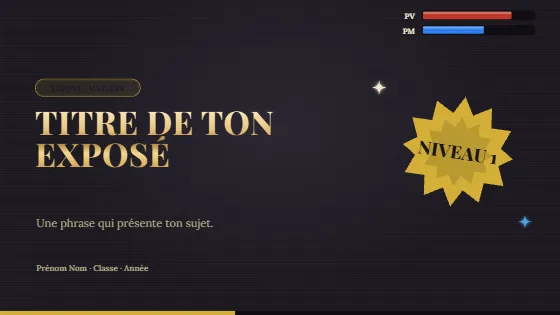 PV
PM
TITRE DE TON
EXPOSÉ
NIVEAU 1
Une phrase qui présente ton sujet.
Prénom Nom · Classe · Année